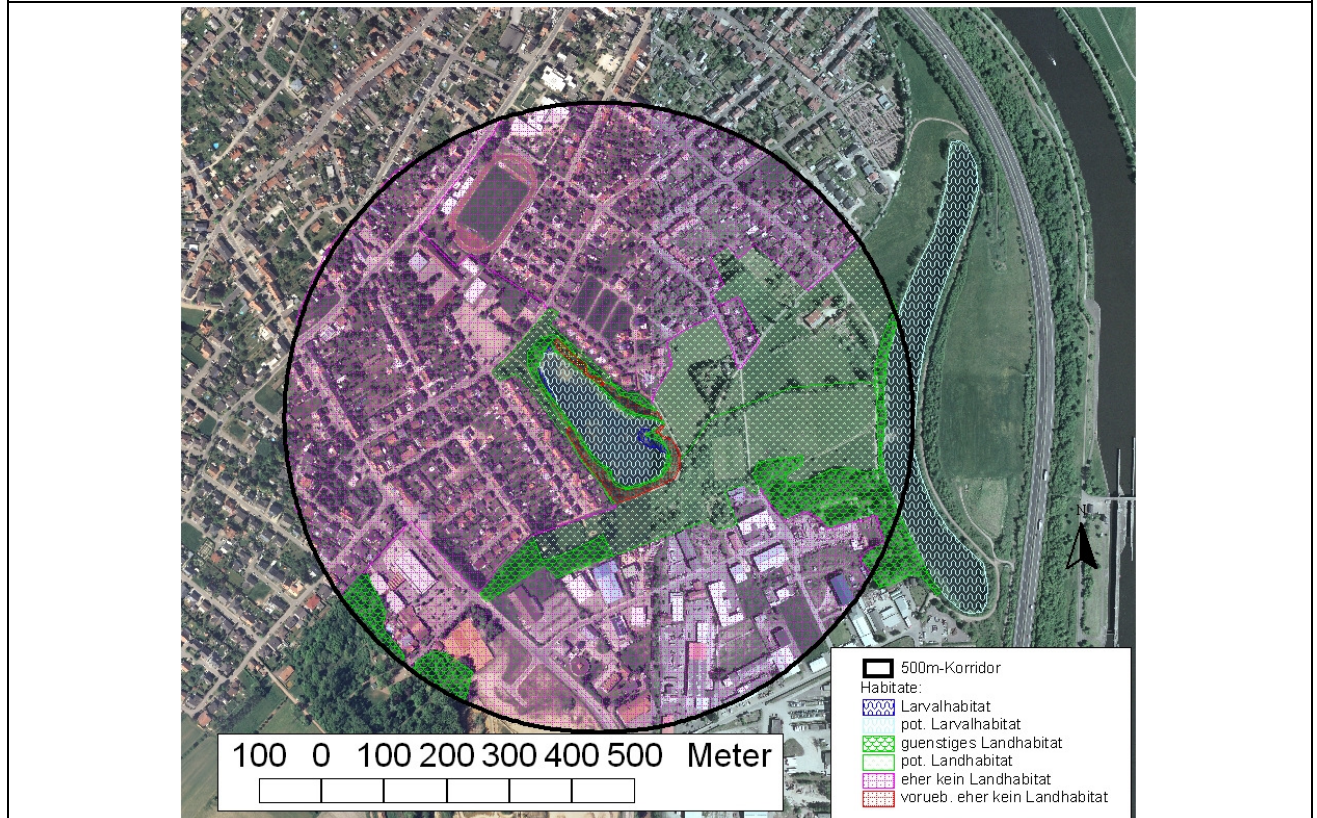 N
500m-Korridor
Habitate:
Larvalhabitat
pot. Larvalhabitat
guenstiges Landhabitat
pot. Landhabitat
eher kein Landhabitat
vorueb. eher kein Landhabitat
100 0 100 200 300 400 500 Meter